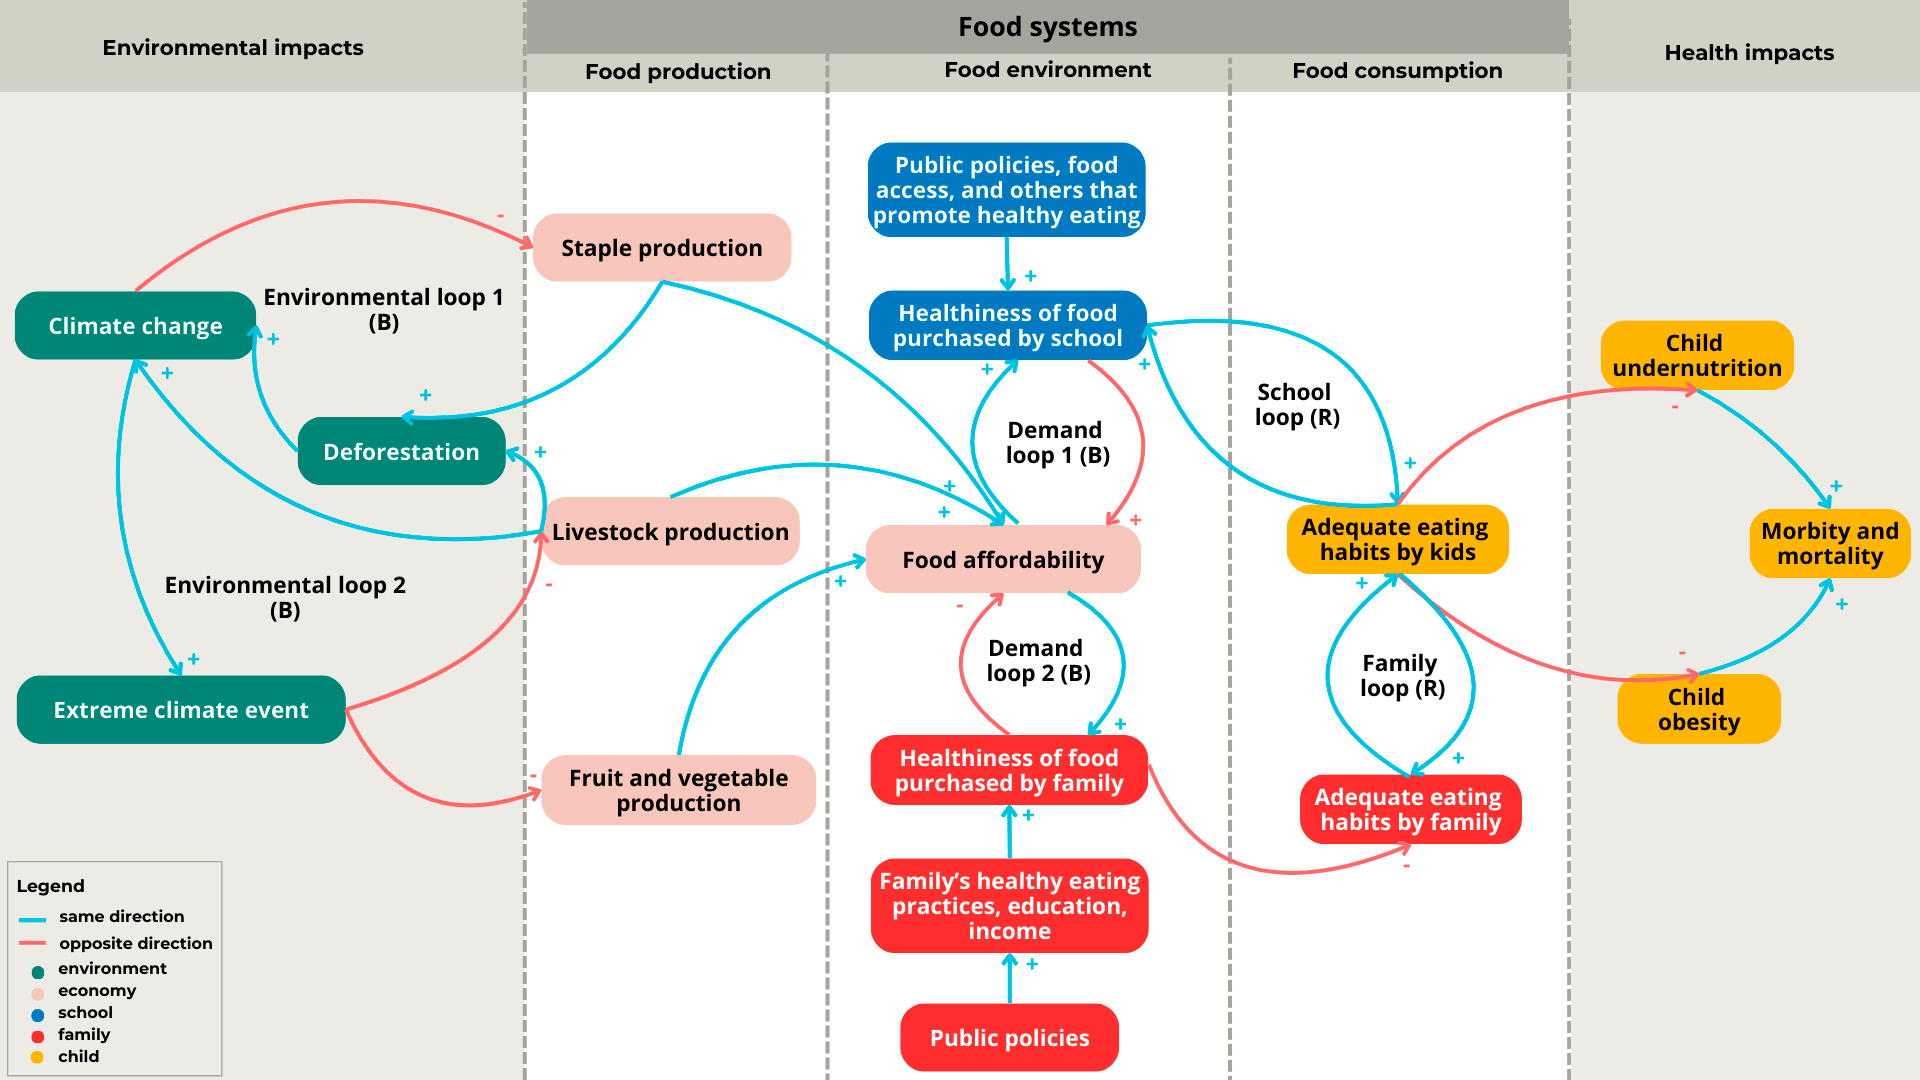 Food systems
Environmental impacts
Food production
Food environment
Food consumption
Health impacts
Public policies, food
access, and others that
promote healthy eating
+
-
Staple production
Environmental loop 1
(B)
Climate change
+
+
Healthiness of food
purchased by school
+
+
Child
undernutrition
-
+
School
loop (R)
Demand
loop 1 (B)
Deforestation
+
+
+
+
+
+
Livestock production
-
Food affordability
+
-
Adequate eating
habits by kids
+
Morbity and
mortality
+
Environmental loop 2
(B)
+
Extreme climate event
Demand
loop 2 (B)
+
Family
loop (R)
+
-
Child
obesity
-
Fruit and vegetable
production
Healthiness of food
purchased by family
+
Adequate eating
habits by family
-
Family’s healthy eating
practices, education,
income
+
Public policies
Legend
same direction
opposite direction
environment
economy
school
family
child